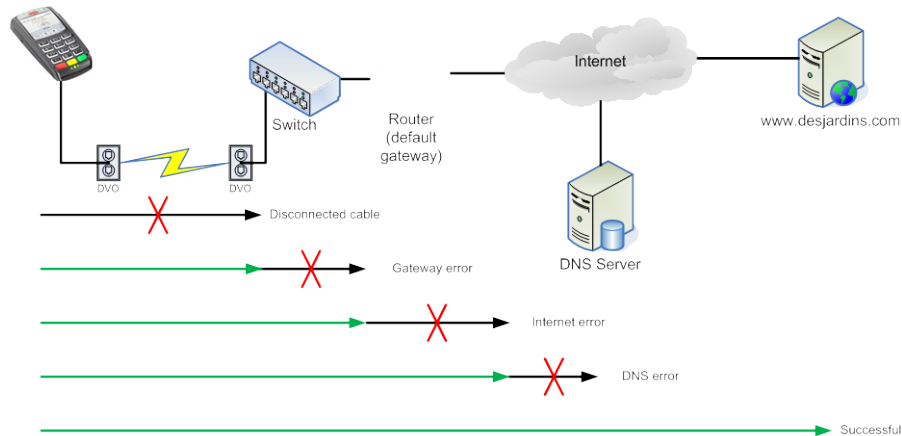 Internet
Switch
Router
(default
gateway)
www.desjardins.com
DVO
DVO
Disconnected cable
DNS Server
Gateway error
Internet error
DNS error
Successful